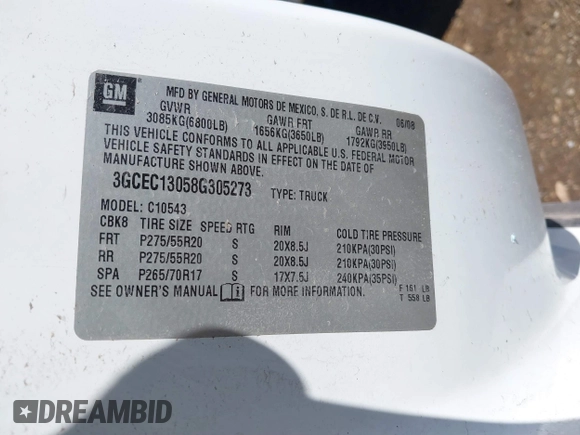 GM
MFD BY GENERAL MOTORS DE MEXICO, S. DE R.L. DE C.V. 06/08
GVWR GAWR FRT GAWR RR
3085KG(6800LB) 1656KG(3650LB) 1792KG(3950LB)
THIS VEHICLE CONFORMS TO ALL APPLICABLE U.S. FEDERAL MOTOR
VEHICLE SAFETY STANDARDS IN EFFECT ON THE DATE OF
MANUFACTURE SHOWN ABOVE.
3GCEC13058G305273 TYPE: TRUCK
MODEL: C10543
CBK8 TIRE SIZE SPEED RTG RIM COLD TIRE PRESSURE
FRT P275/55R20 S 20X8.5J 210KPA(30PSI)
RR P275/55R20 S 20X8.5J 210KPA(30PSI)
SPA P265/70R17 S 17X7.5J 240KPA(35PSI)
SEE OWNER'S MANUAL FOR MORE INFORMATION.
F 161 LB
T 558 LB
DREAMBID